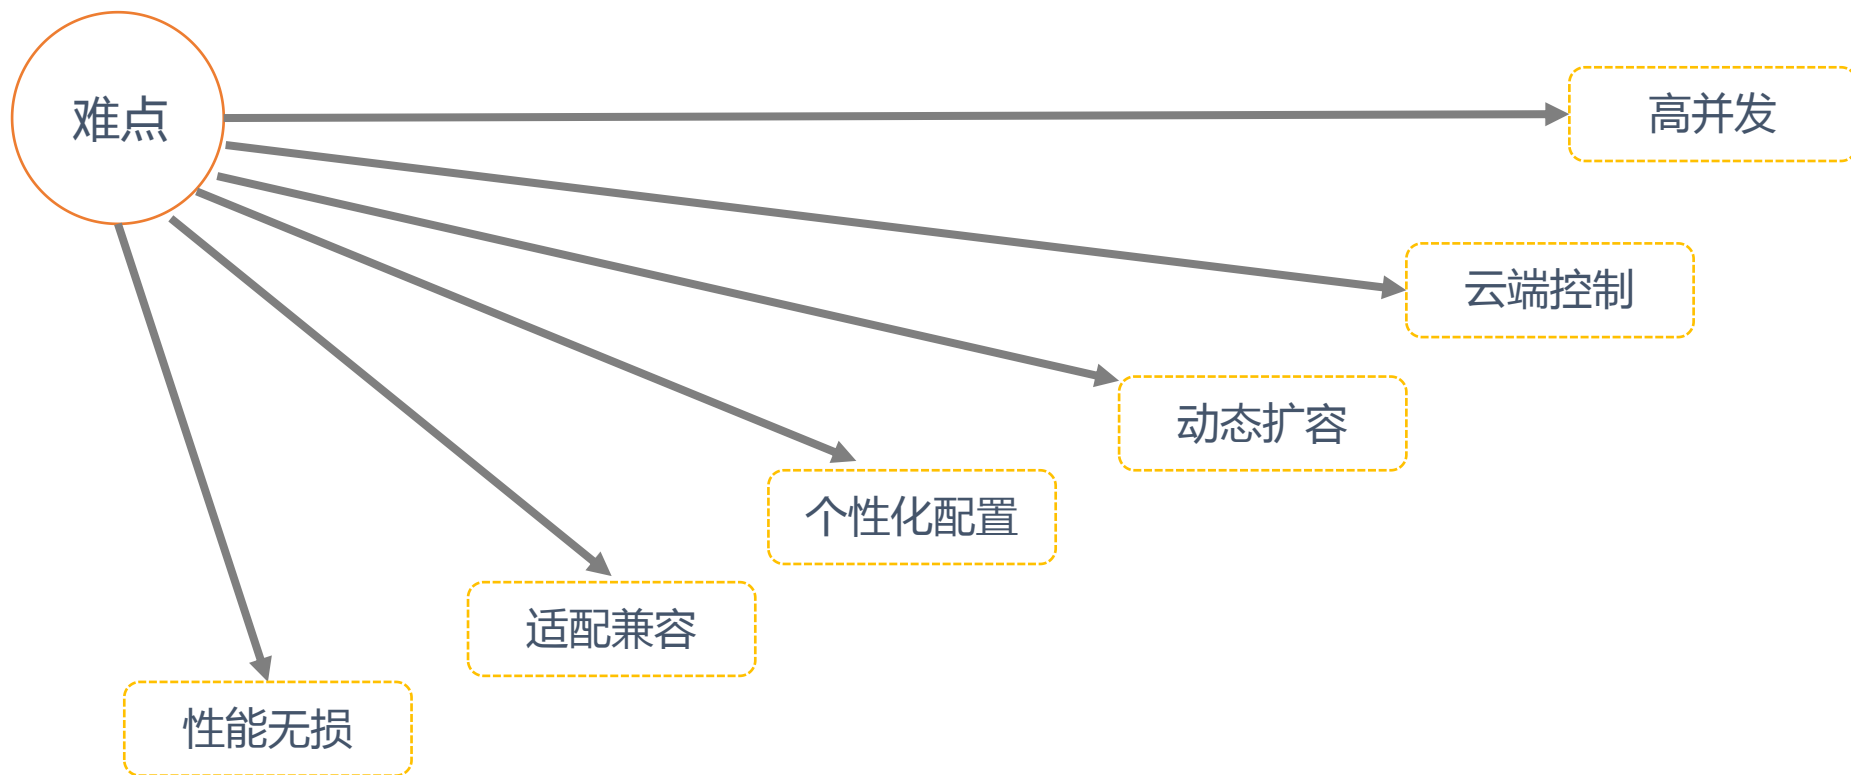 难点
高并发
云端控制
动态扩容
个性化配置
适配兼容
性能无损